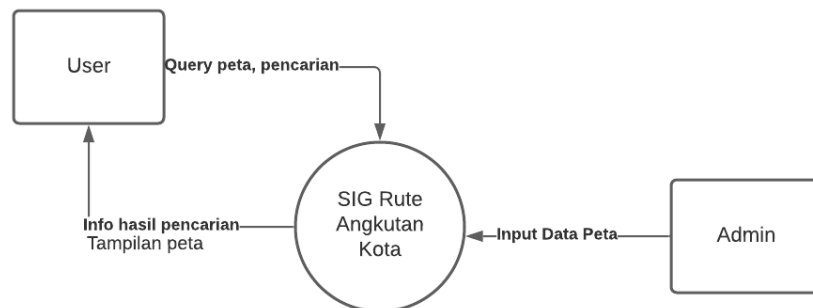 User
Query peta, pencarian
SIG Rute
Angkutan
Kota
Info hasil pencarian
Tampilan peta
Input Data Peta
Admin